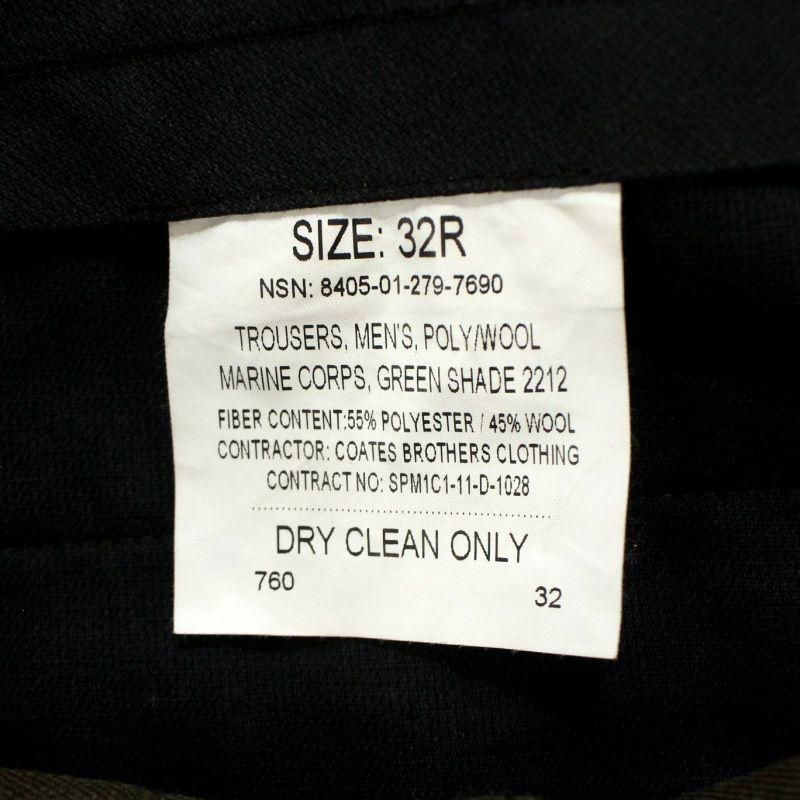 SIZE: 32R
NSN: 8405-01-279-7690
TROUSERS, MEN'S, POLY/WOOL
MARINE CORPS, GREEN SHADE 2212
FIBER CONTENT:55% POLYESTER / 45% WOOL
CONTRACTOR: COATES BROTHERS CLOTHING
CONTRACT NO: SPM1C1-11-D-1028
DRY CLEAN ONLY
760 32